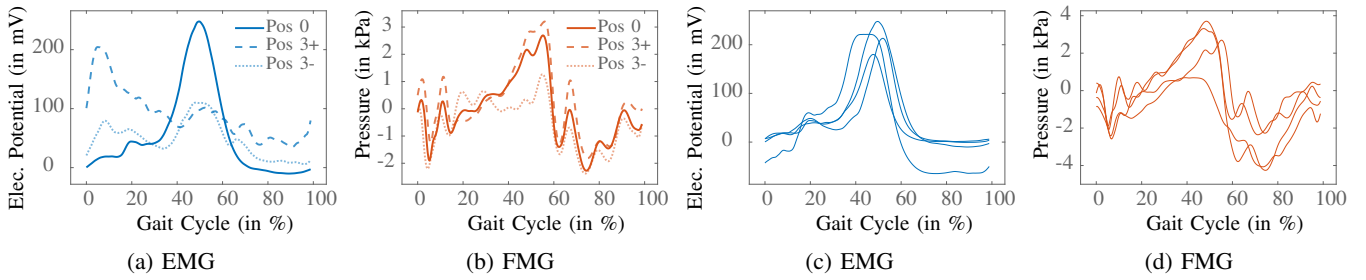 Elec. Potential (in mV)
200
100
0
0 20 40 60 80 100
Gait Cycle (in %)
Pos 0
Pos 3+
Pos 3-
(a) EMG
Pressure (in kPa)
3
2
1
0
-1
-2
0 20 40 60 80 100
Gait Cycle (in %)
Pos 0
Pos 3+
Pos 3-
(b) FMG
Elec. Potential (in mV)
200
100
0
0 20 40 60 80 100
Gait Cycle (in %)
(c) EMG
Pressure (in kPa)
4
2
0
-2
-4
0 20 40 60 80 100
Gait Cycle (in %)
(d) FMG